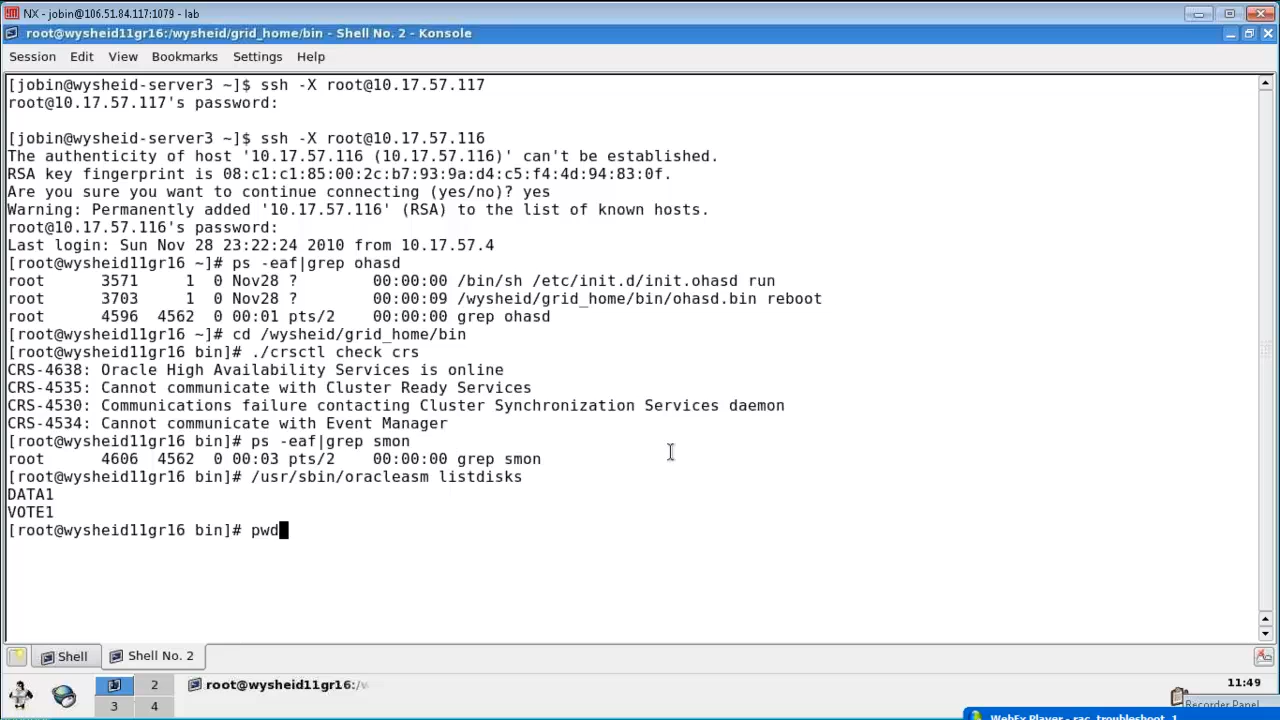 NX - jobin@106.51.84.117:1079 - lab
root@wysheid11gr16:/wysheid/grid_home/bin - Shell No. 2 - Konsole
Session Edit View Bookmarks Settings Help
[jobin@wysheid-server3 ~]$ ssh -X root@10.17.57.117
root@10.17.57.117's password:
[jobin@wysheid-server3 ~]$ ssh -X root@10.17.57.116
The authenticity of host '10.17.57.116 (10.17.57.116)' can't be established.
RSA key fingerprint is 08:c1:c1:85:00:2c:b7:93:9a:d4:c5:f4:4d:94:83:0f.
Are you sure you want to continue connecting (yes/no)? yes
Warning: Permanently added '10.17.57.116' (RSA) to the list of known hosts.
root@10.17.57.116's password:
Last login: Sun Nov 28 23:22:24 2010 from 10.17.57.4
[root@wysheid11gr16 ~]# ps -eaf|grep ohasd
root 3571 1 0 Nov28 ? 00:00:00 /bin/sh /etc/init.d/init.ohasd run
root 3703 1 0 Nov28 ? 00:00:09 /wysheid/grid_home/bin/ohasd.bin reboot
root 4596 4562 0 00:01 pts/2 00:00:00 grep ohasd
[root@wysheid11gr16 ~]# cd /wysheid/grid_home/bin
[root@wysheid11gr16 bin]# ./crsctl check crs
CRS-4638: Oracle High Availability Services is online
CRS-4535: Cannot communicate with Cluster Ready Services
CRS-4530: Communications failure contacting Cluster Synchronization Services daemon
CRS-4534: Cannot communicate with Event Manager
[root@wysheid11gr16 bin]# ps -eaf|grep smon
root 4606 4562 0 00:03 pts/2 00:00:00 grep smon
[root@wysheid11gr16 bin]# /usr/sbin/oracleasm listdisks
DATA1
VOTE1
[root@wysheid11gr16 bin]# pwd
Shell Shell No. 2
1 2 root@wysheid11gr16:/w 11:49
3 4 Recorder Panel
WebEx Player - rac_troubleshoot_1